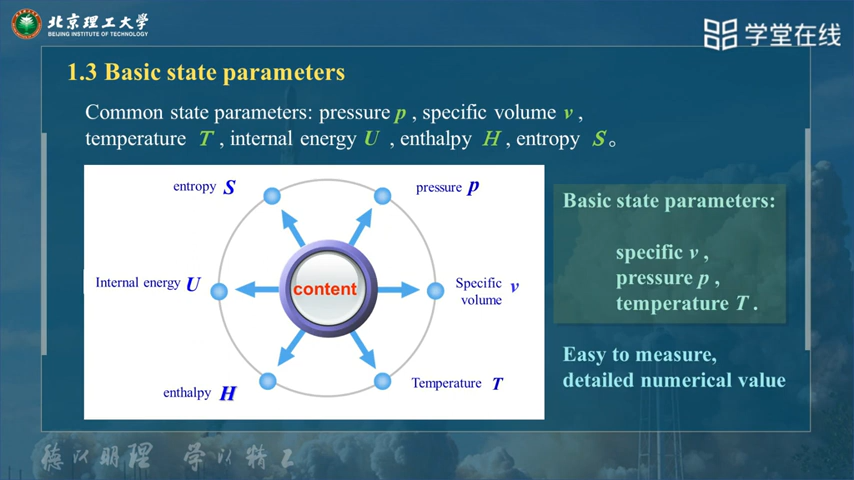 北京理工大学
BEIJING INSTITUTE OF TECHNOLOGY
学堂在线
1.3 Basic state parameters
Common state parameters: pressure p , specific volume v ,
temperature T , internal energy U , enthalpy H , entropy S 。
entropy S
pressure p
Internal energy U
content
Specific
volume v
enthalpy H
Temperature T
Basic state parameters:
specific v ,
pressure p ,
temperature T .
Easy to measure,
detailed numerical value
德以明理 学以精工